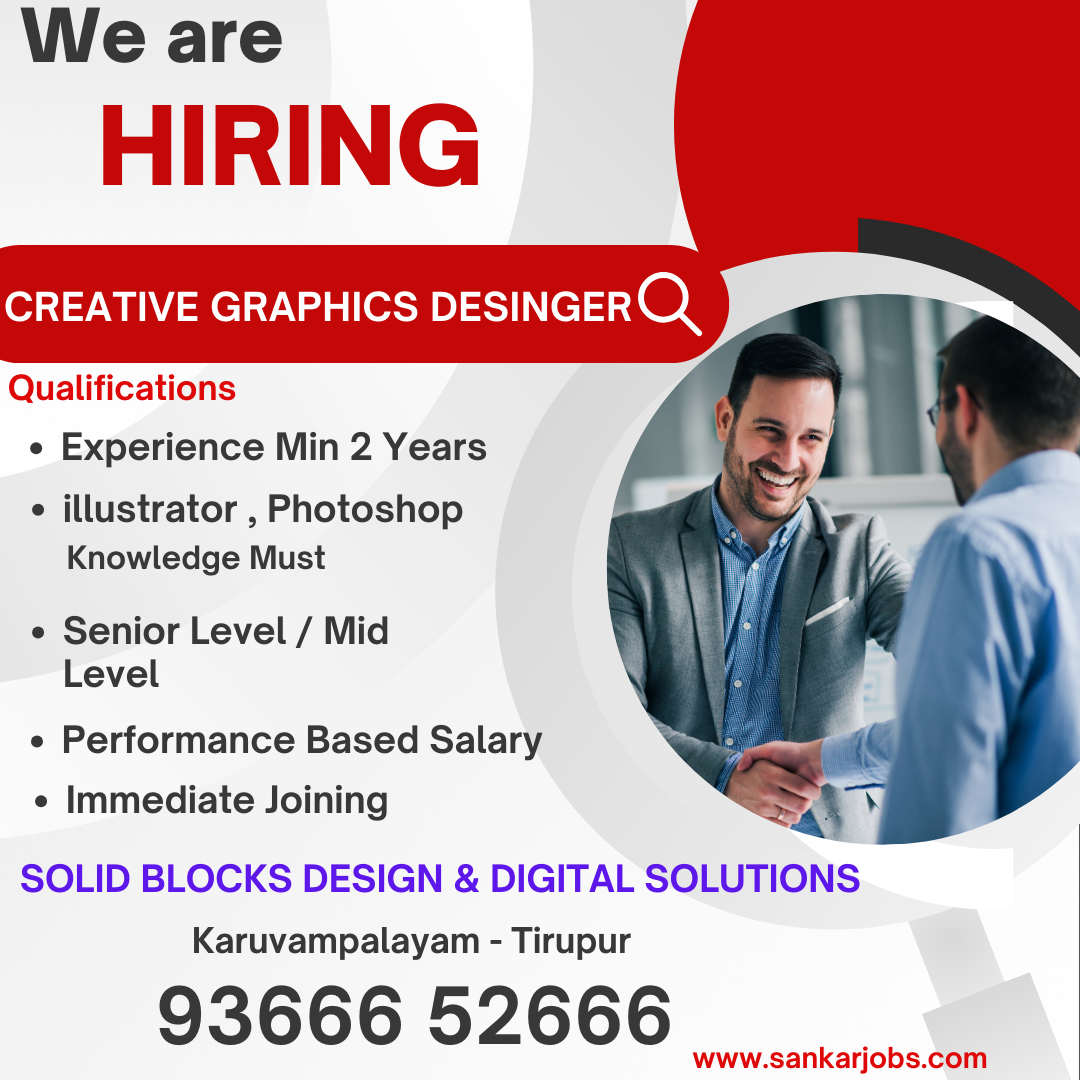 We are
HIRING
CREATIVE GRAPHICS DESINGER
Qualifications
• Experience Min 2 Years
• illustrator , Photoshop
Knowledge Must
• Senior Level / Mid
Level
• Performance Based Salary
• Immediate Joining
SOLID BLOCKS DESIGN & DIGITAL SOLUTIONS
Karuvampalayam - Tirupur
93666 52666
www.sankarjobs.com